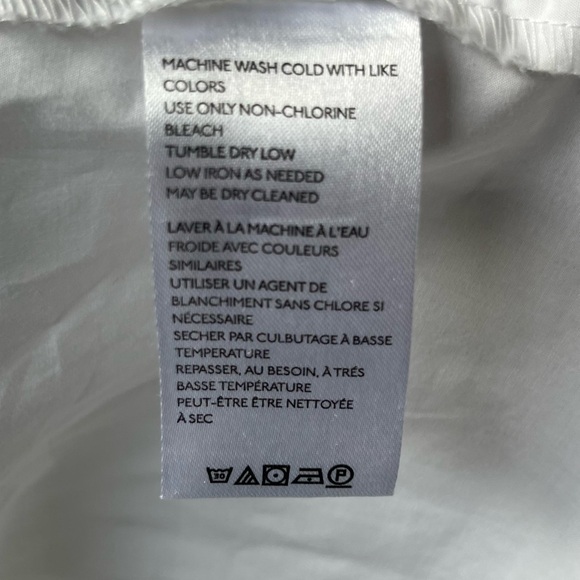 MACHINE WASH COLD WITH LIKE
COLORS
USE ONLY NON-CHLORINE
BLEACH
TUMBLE DRY LOW
LOW IRON AS NEEDED
MAY BE DRY CLEANED
LAVER À LA MACHINE À L'EAU
FROIDE AVEC COULEURS
SIMILAIRES
UTILISER UN AGENT DE
BLANCHIMENT SANS CHLORE SI
NÉCESSAIRE
SECHER PAR CULBUTAGE À BASSE
TEMPERATURE
REPASSER, AU BESOIN, À TRÉS
BASSE TEMPÉRATURE
PEUT-ÊTRE ÊTRE NETTOYÉE
À SEC
30 P